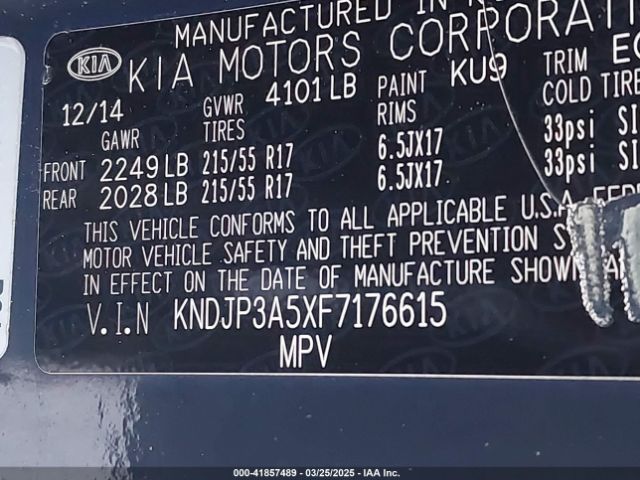 MANUFACTURED IN
KIA KIA MOTORS CORPORATI
12/14 GVWR 4101 LB PAINT KU9 TRIM
GAWR TIRES RIMS COLD TIRE
FRONT 2249 LB 215/55 R17 6.5JX17 33psi
REAR 2028 LB 215/55 R17 6.5JX17 33psi
THIS VEHICLE CONFORMS TO ALL APPLICABLE U.S.A.
MOTOR VEHICLE SAFETY AND THEFT PREVENTION
IN EFFECT ON THE DATE OF MANUFACTURE SHOWN
V.I.N KNDJP3A5XF7176615
MPV
© IAAI-US • 41857489 • 03/25/2025 • IAA Inc.